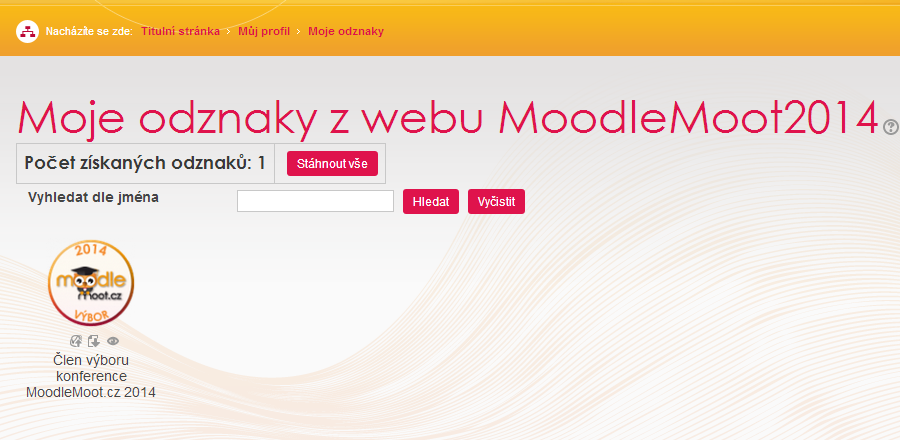 Nacházíte se zde: Titulní stránka › Můj profil › Moje odznaky
Moje odznaky z webu MoodleMoot2014
Počet získaných odznaků: 1 Stáhnout vše
Vyhledat dle jména Hledat Vyčistit
2014
moodle
moot.cz
VÝBOR
Člen výboru
konference
MoodleMoot.cz 2014